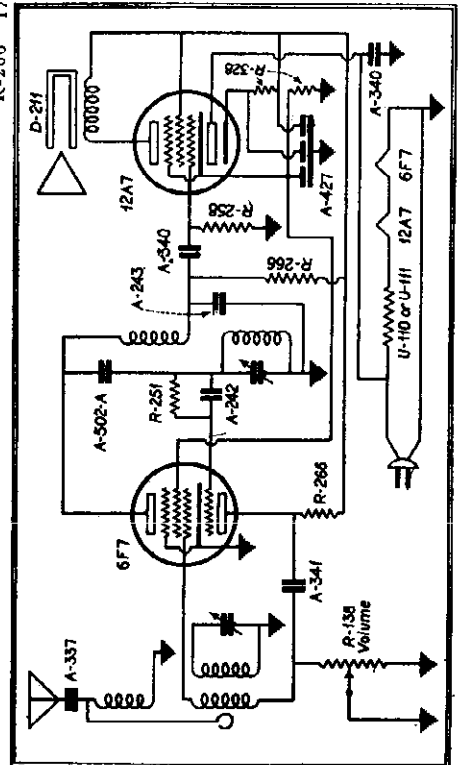 D-211
12A7
R-328
A-340
A-427
R-258
A-340
A-243
R-266
6F7
12A7
U-110 or U-111
A-502-A
R-251
A-242
6F7
R-266
A-341
A-337
R-138
Volume